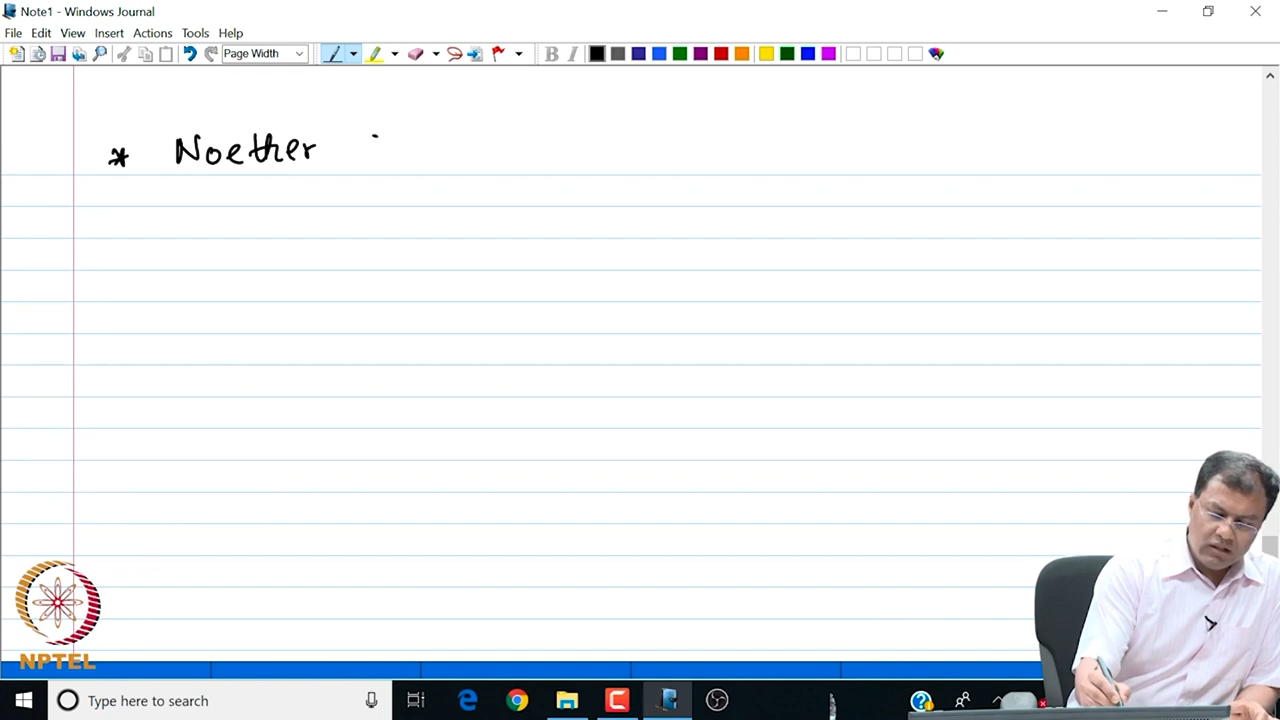 Note1 - Windows Journal
File Edit View Insert Actions Tools Help
Page Width
B I
* Noether
NPTEL
Type here to search